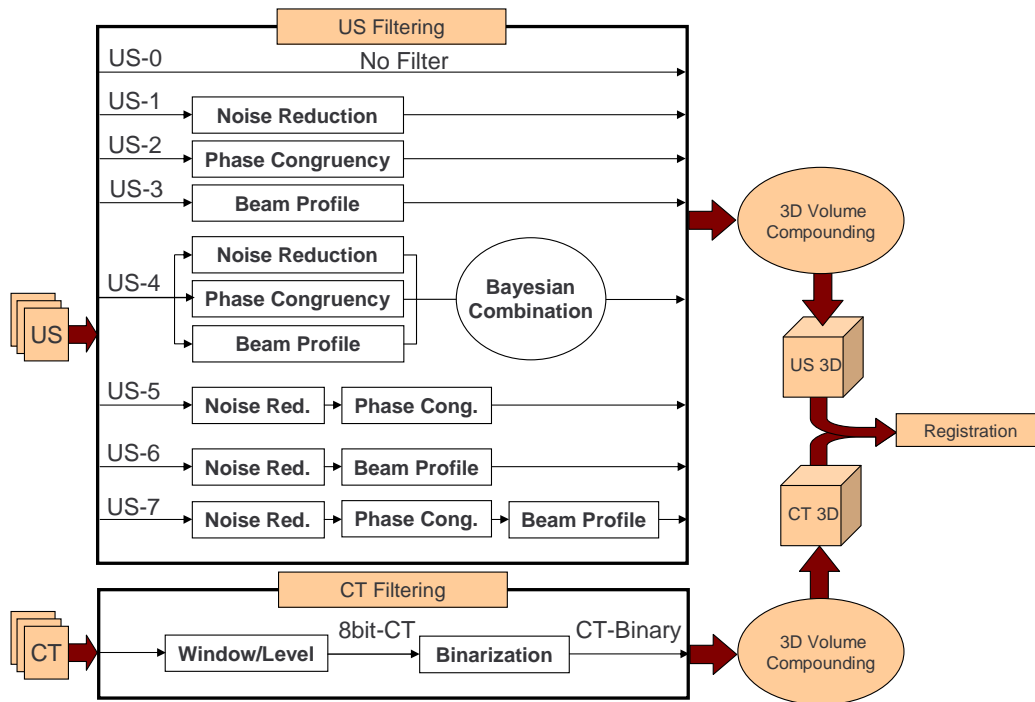 US Filtering
US-0
No Filter
US-1
Noise Reduction
US-2
Phase Congruency
US-3
Beam Profile
US-4
Noise Reduction
Phase Congruency
Beam Profile
Bayesian
Combination
US-5
Noise Red.
Phase Cong.
US-6
Noise Red.
Beam Profile
US-7
Noise Red.
Phase Cong.
Beam Profile
US
3D Volume
Compounding
US 3D
Registration
CT 3D
CT Filtering
CT
Window/Level
8bit-CT
Binarization
CT-Binary
3D Volume
Compounding